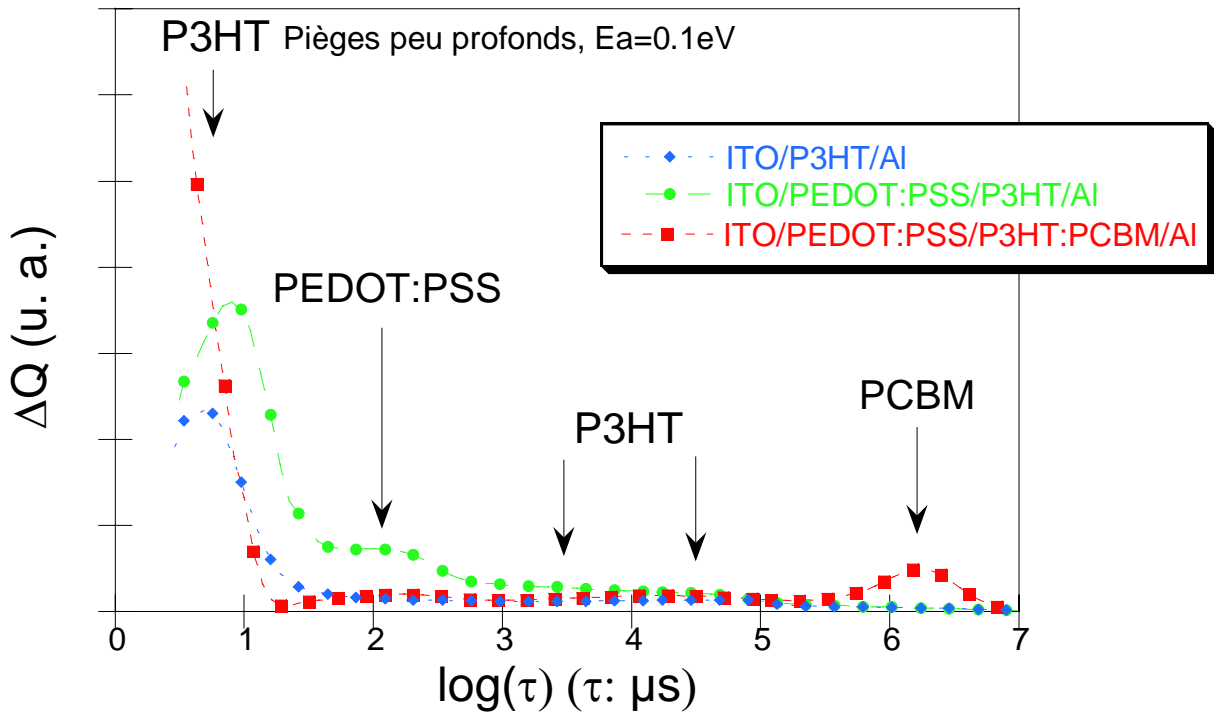 P3HT Pièges peu profonds, Ea=0.1eV
ITO/P3HT/Al
ITO/PEDOT:PSS/P3HT/Al
ITO/PEDOT:PSS/P3HT:PCBM/Al
PEDOT:PSS
P3HT
PCBM
ΔQ (u. a.)
0 1 2 3 4 5 6 7
log(τ) (τ: µs)